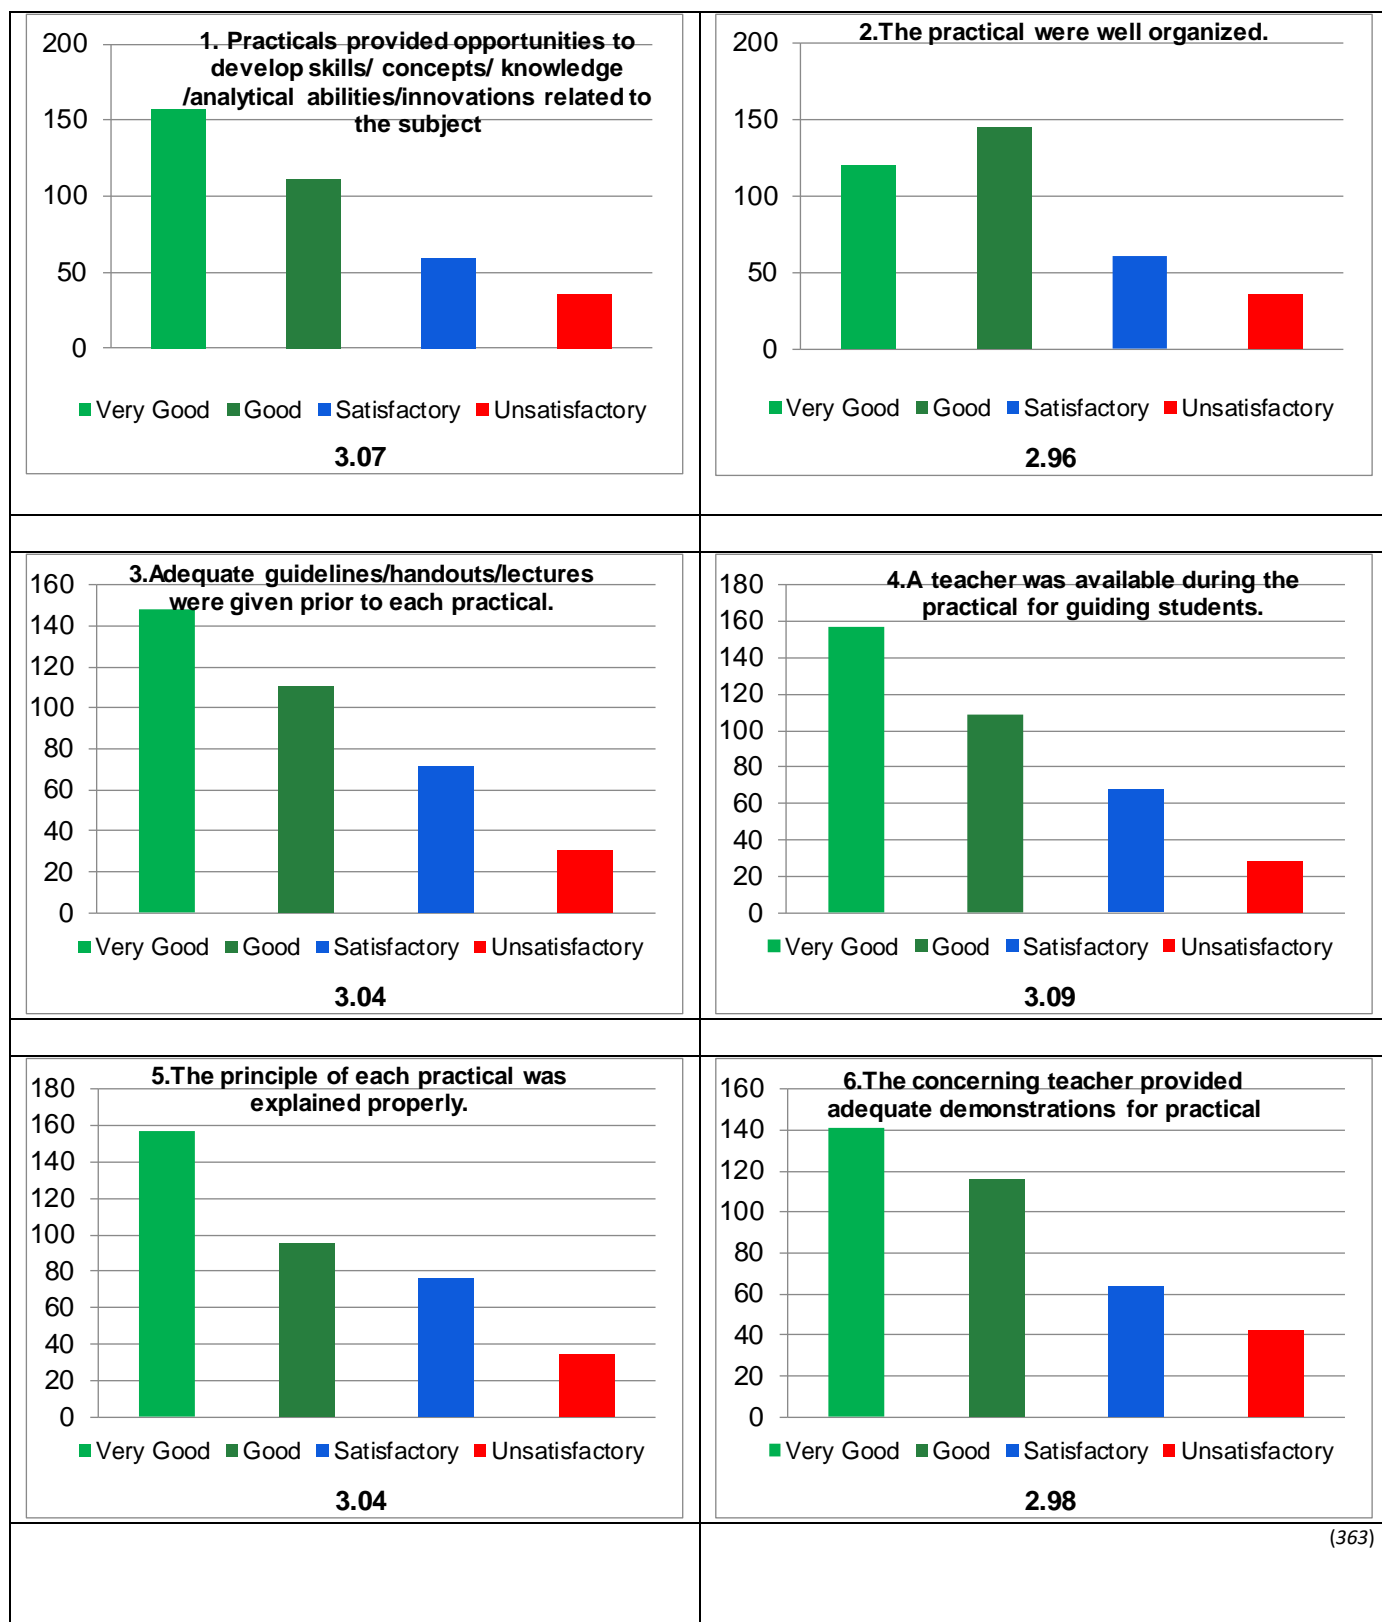 1. Practicals provided opportunities to
develop skills/ concepts/ knowledge
/analytical abilities/innovations related to
the subject
200
150
100
50
0
Very Good Good Satisfactory Unsatisfactory
3.07
2.The practical were well organized.
200
150
100
50
0
Very Good Good Satisfactory Unsatisfactory
2.96
3.Adequate guidelines/handouts/lectures
were given prior to each practical.
160
140
120
100
80
60
40
20
0
Very Good Good Satisfactory Unsatisfactory
3.04
4.A teacher was available during the
practical for guiding students.
180
160
140
120
100
80
60
40
20
0
Very Good Good Satisfactory Unsatisfactory
3.09
5.The principle of each practical was
explained properly.
180
160
140
120
100
80
60
40
20
0
Very Good Good Satisfactory Unsatisfactory
3.04
6.The concerning teacher provided
adequate demonstrations for practical
160
140
120
100
80
60
40
20
0
Very Good Good Satisfactory Unsatisfactory
2.98
(363)